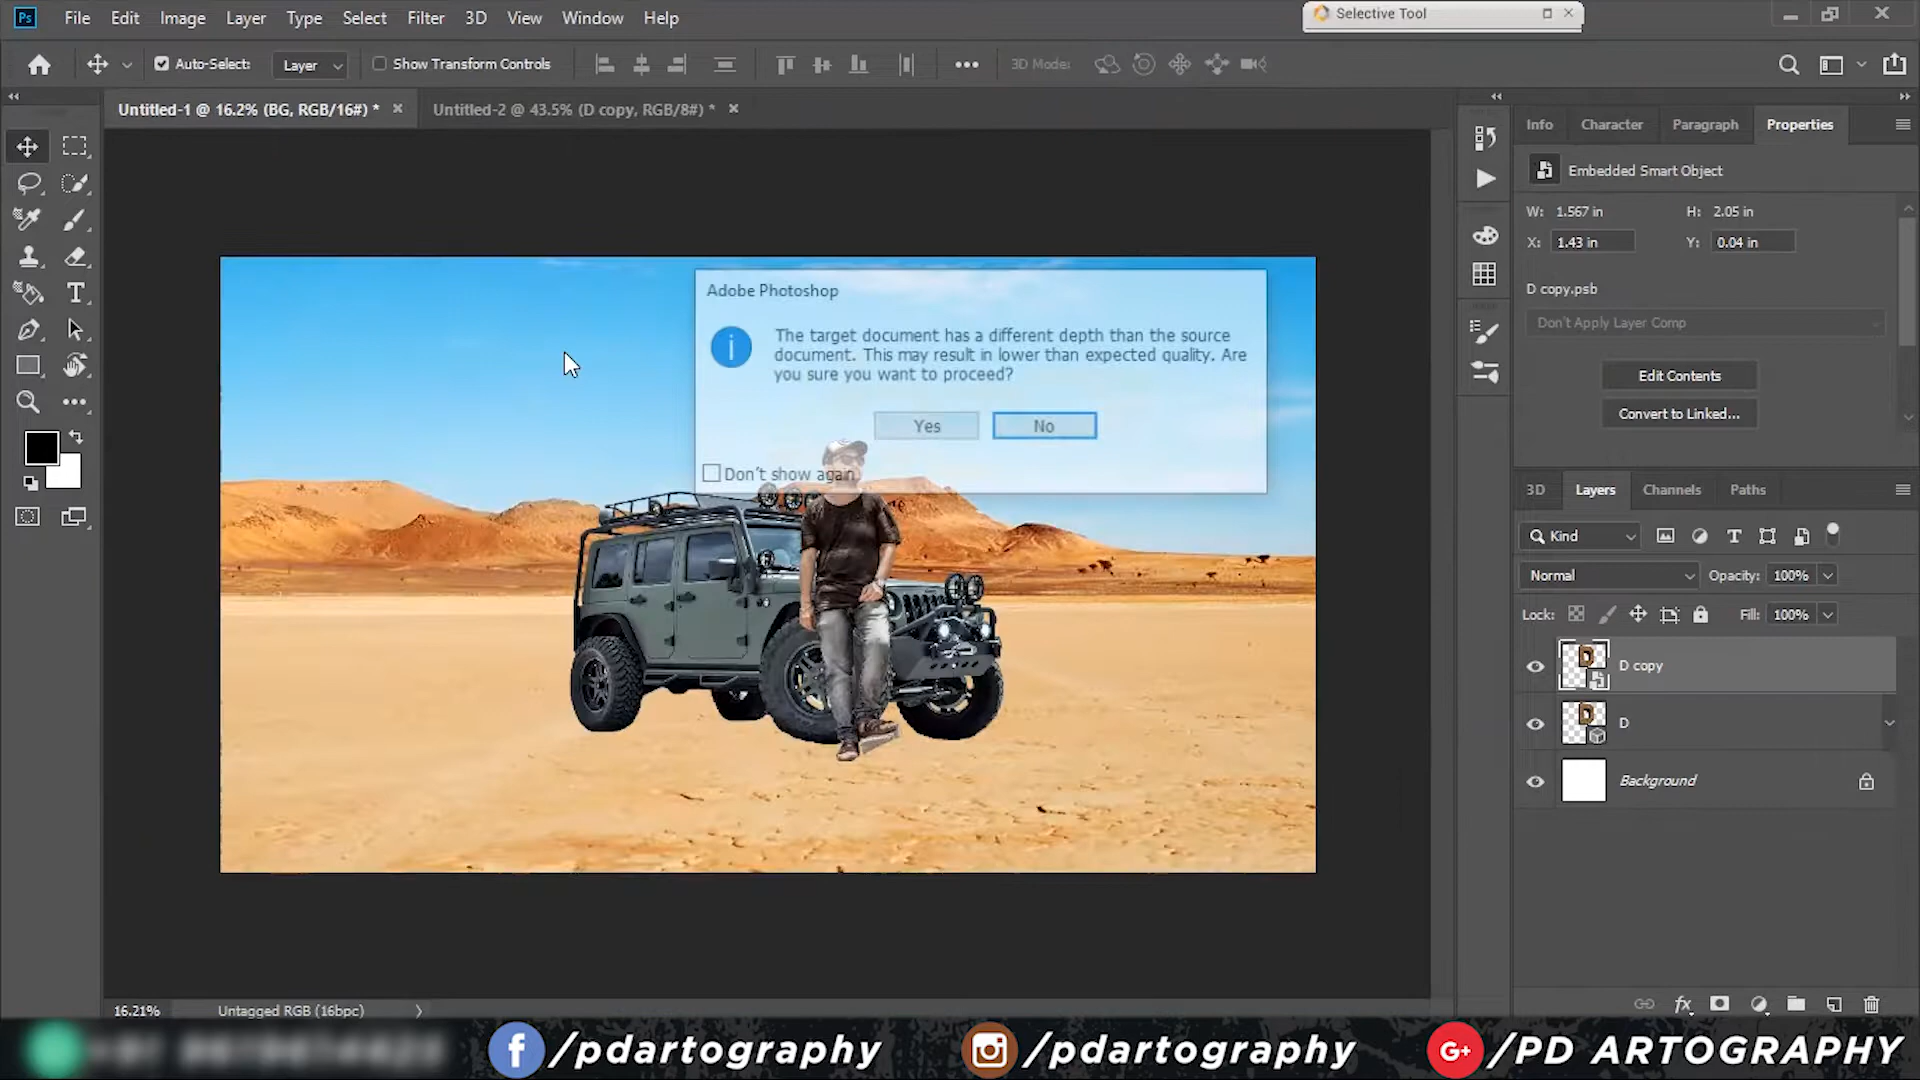 Ps File Edit Image Layer Type Select Filter 3D View Window Help
Selective Tool
Auto-Select: Layer Show Transform Controls 3D Mode:
Untitled-1 @ 16.2% (BG, RGB/16#) * Untitled-2 @ 43.5% (D copy, RGB/8#) *
Info Character Paragraph Properties
Embedded Smart Object
W: 1.567 in H: 2.05 in
X: 1.43 in Y: 0.04 in
D copy.psb
Don't Apply Layer Comp
Edit Contents
Convert to Linked...
Adobe Photoshop
The target document has a different depth than the source
document. This may result in lower than expected quality. Are
you sure you want to proceed?
Yes No
Don't show again
3D Layers Channels Paths
Kind
Normal Opacity: 100%
Lock: Fill: 100%
D copy
D
Background
16.21% Untagged RGB (16bpc)
/pdartography /pdartography G+ /PD ARTOGRAPHY